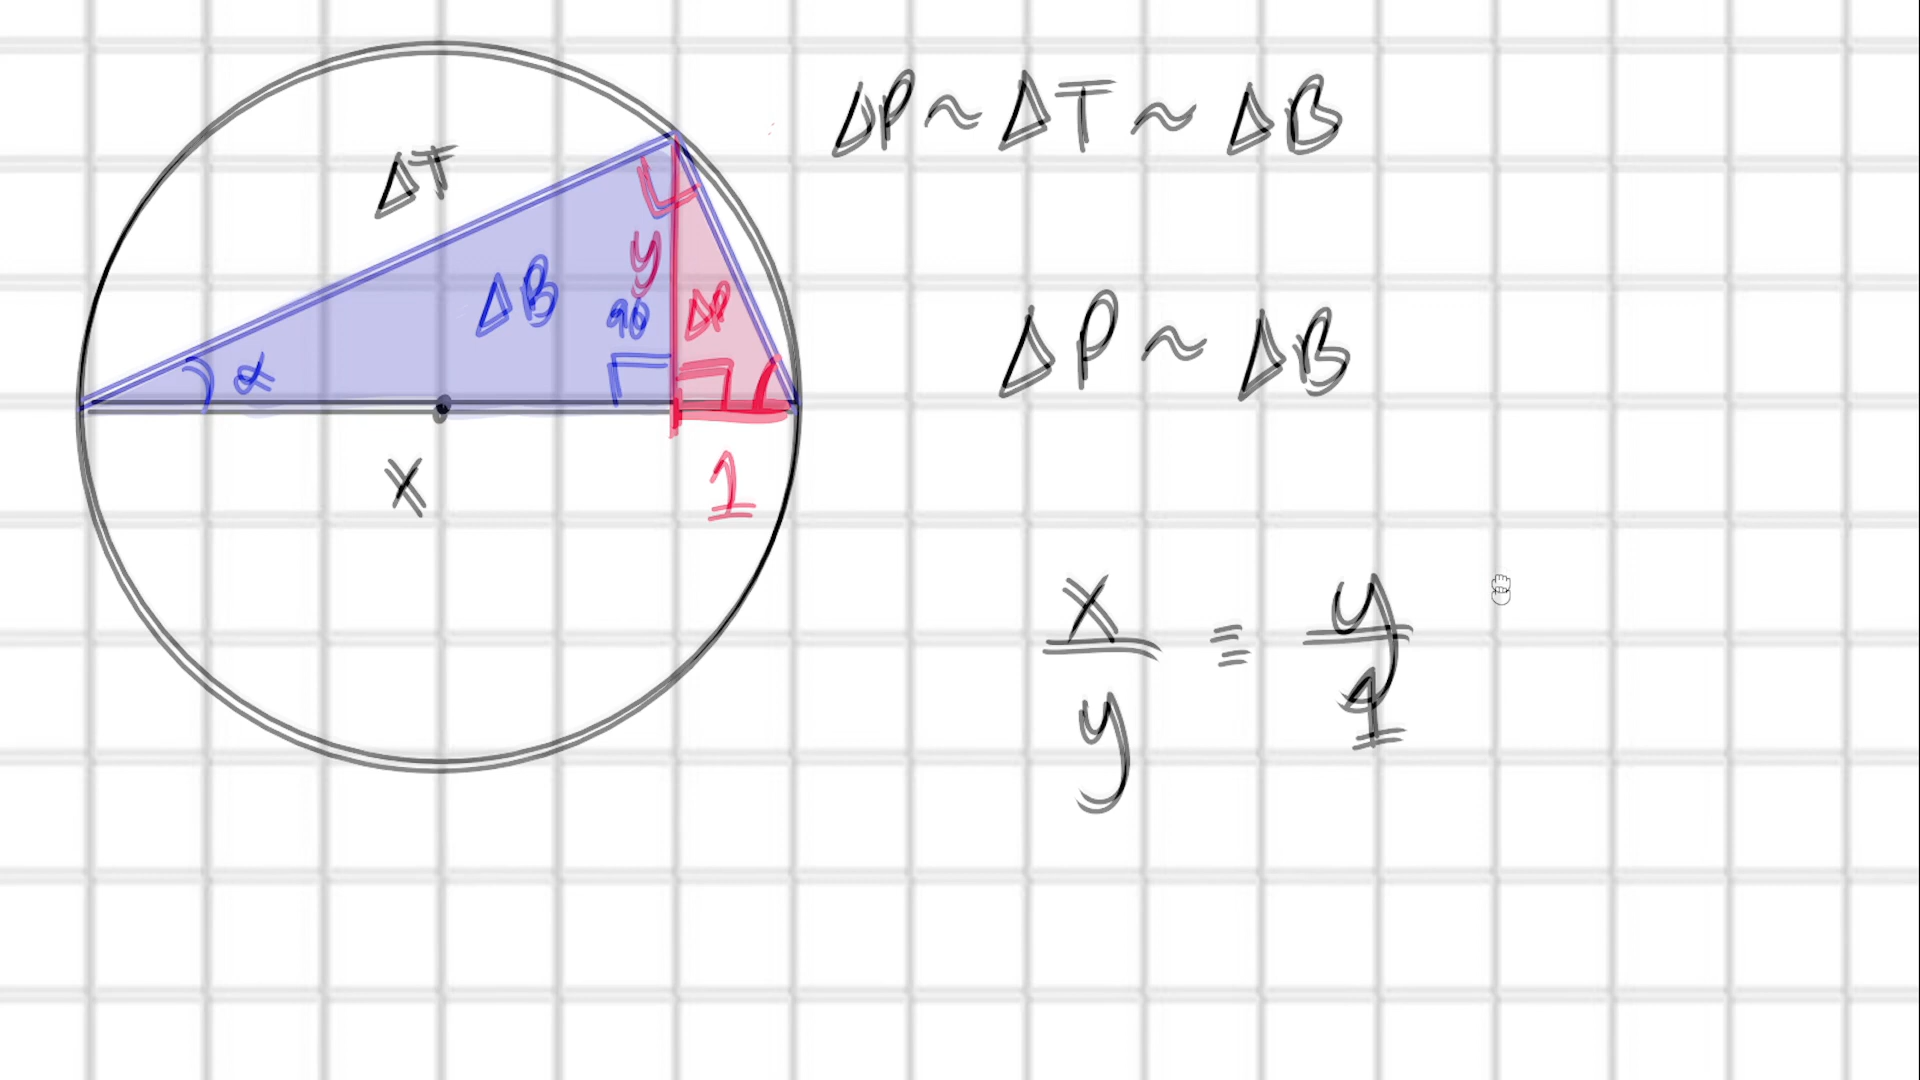 ΔT
ΔB
α
y
90
ΔP
x
1
ΔP ~ ΔT ~ ΔB
ΔP ~ ΔB
x/y = y/1